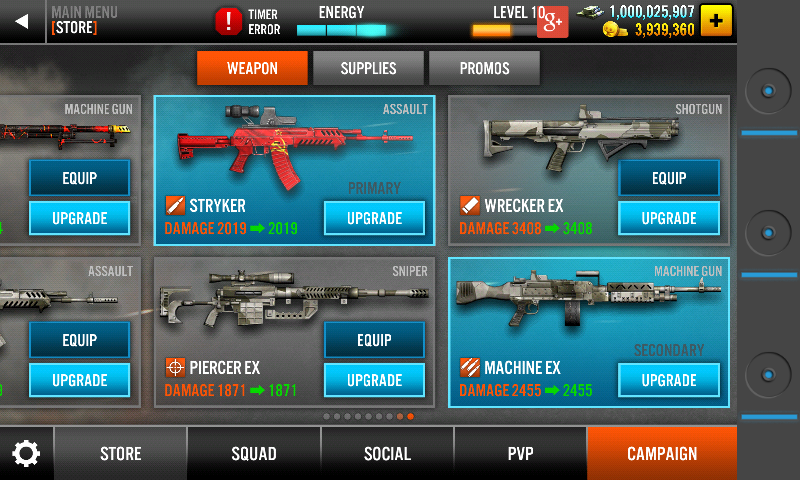 MAIN MENU
[STORE]
!
TIMER
ERROR
ENERGY
LEVEL 10
g+
1,000,025,907
3,939,360
+
WEAPON
SUPPLIES
PROMOS
MACHINE GUN
EQUIP
UPGRADE
ASSAULT
PRIMARY
STRYKER
UPGRADE
DAMAGE 2019 → 2019
SHOTGUN
EQUIP
WRECKER EX
UPGRADE
DAMAGE 3408 → 3408
ASSAULT
EQUIP
UPGRADE
SNIPER
EQUIP
PIERCER EX
UPGRADE
DAMAGE 1871 → 1871
MACHINE GUN
SECONDARY
MACHINE EX
UPGRADE
DAMAGE 2455 → 2455
STORE
SQUAD
SOCIAL
PVP
CAMPAIGN